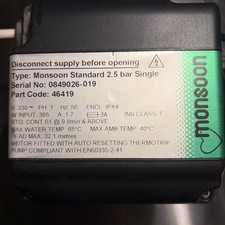 Disconnect supply before opening
Type: Monsoon Standard 2.5 bar Single
Serial No: 0849026-019
Part Code: 46419
V: 230 ~ PH: 1 Hz: 50 ENCL: IPX4
W INPUT: 385 A: 1.7 5A INS CLASS: F
RTG: CONT S1 @ 9 l/min & ABOVE
MAX WATER TEMP: 65°C MAX AMB TEMP: 40°C
HEAD MAX: 32.1 metres
MOTOR FITTED WITH AUTO RESETTING THERMOTRIP
PUMP COMPLIANT WITH EN60335-2-41
monsoon